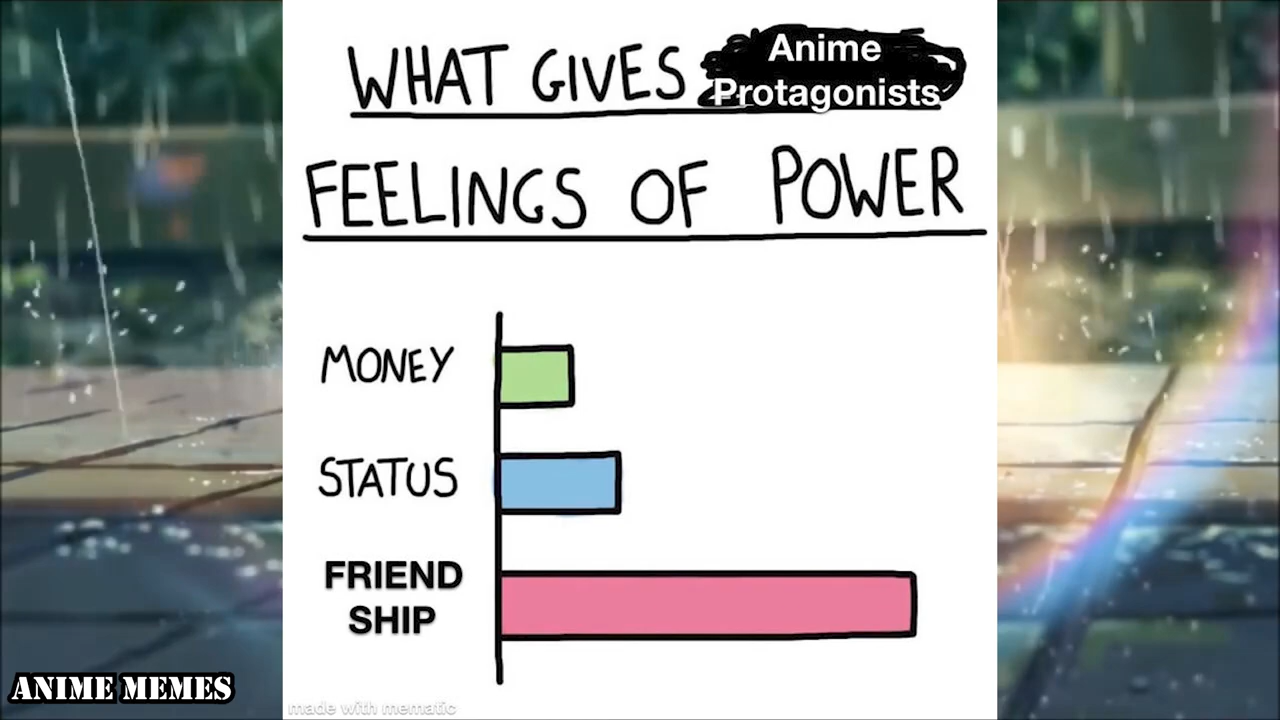 WHAT GIVES Anime
Protagonists
FEELINGS OF POWER
MONEY
STATUS
FRIEND
SHIP
ANIME MEMES
made with mematic